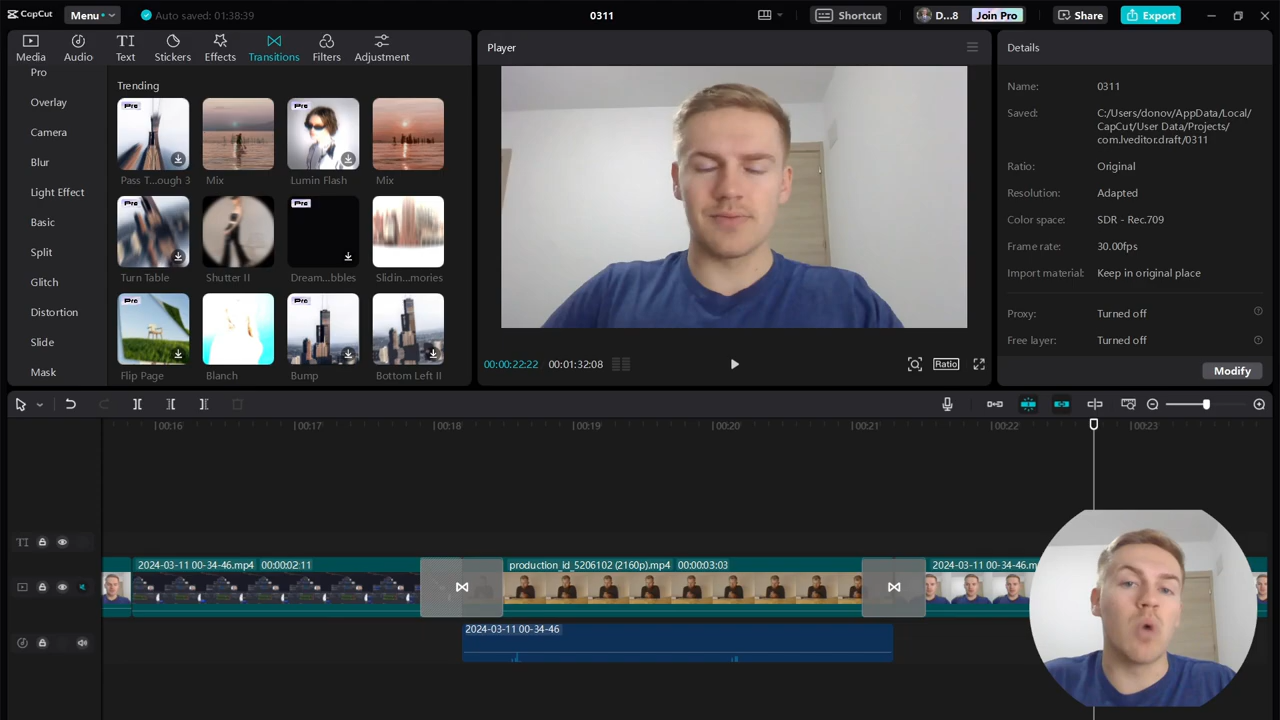 CapCut
Menu
Auto saved: 01:38:39
0311
Shortcut
D...8
Join Pro
Share
Export
Media
Audio
Text
Stickers
Effects
Transitions
Filters
Adjustment
Pro
Overlay
Camera
Blur
Light Effect
Basic
Split
Glitch
Distortion
Slide
Mask
Trending
Pro
Pro
Pass T...ough 3
Mix
Lumin Flash
Mix
Pro
Turn Table
Shutter II
Dream...bbles
Slidin...mories
Pro
Pro
Flip Page
Blanch
Bump
Bottom Left II
Player
00:00:22:22
00:01:32:08
Ratio
Details
Name:
0311
Saved:
C:/Users/donov/AppData/Local/
CapCut/User Data/Projects/
com.lveditor.draft/0311
Ratio:
Original
Resolution:
Adapted
Color space:
SDR - Rec.709
Frame rate:
30.00fps
Import material:
Keep in original place
Proxy:
Turned off
Free layer:
Turned off
Modify
00:16
00:17
00:18
00:19
00:20
00:21
00:22
00:23
TI
2024-03-11 00-34-46.mp4 00:00:02:11
production_id_5206102 (2160p).mp4 00:00:03:03
2024-03-11 00-34-46.m
2024-03-11 00-34-46